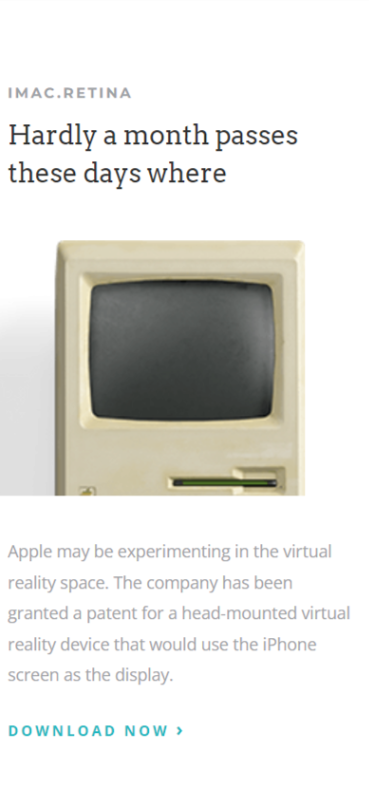 IMAC.RETINA
Hardly a month passes
these days where
Apple may be experimenting in the virtual
reality space. The company has been
granted a patent for a head-mounted virtual
reality device that would use the iPhone
screen as the display.
DOWNLOAD NOW ›